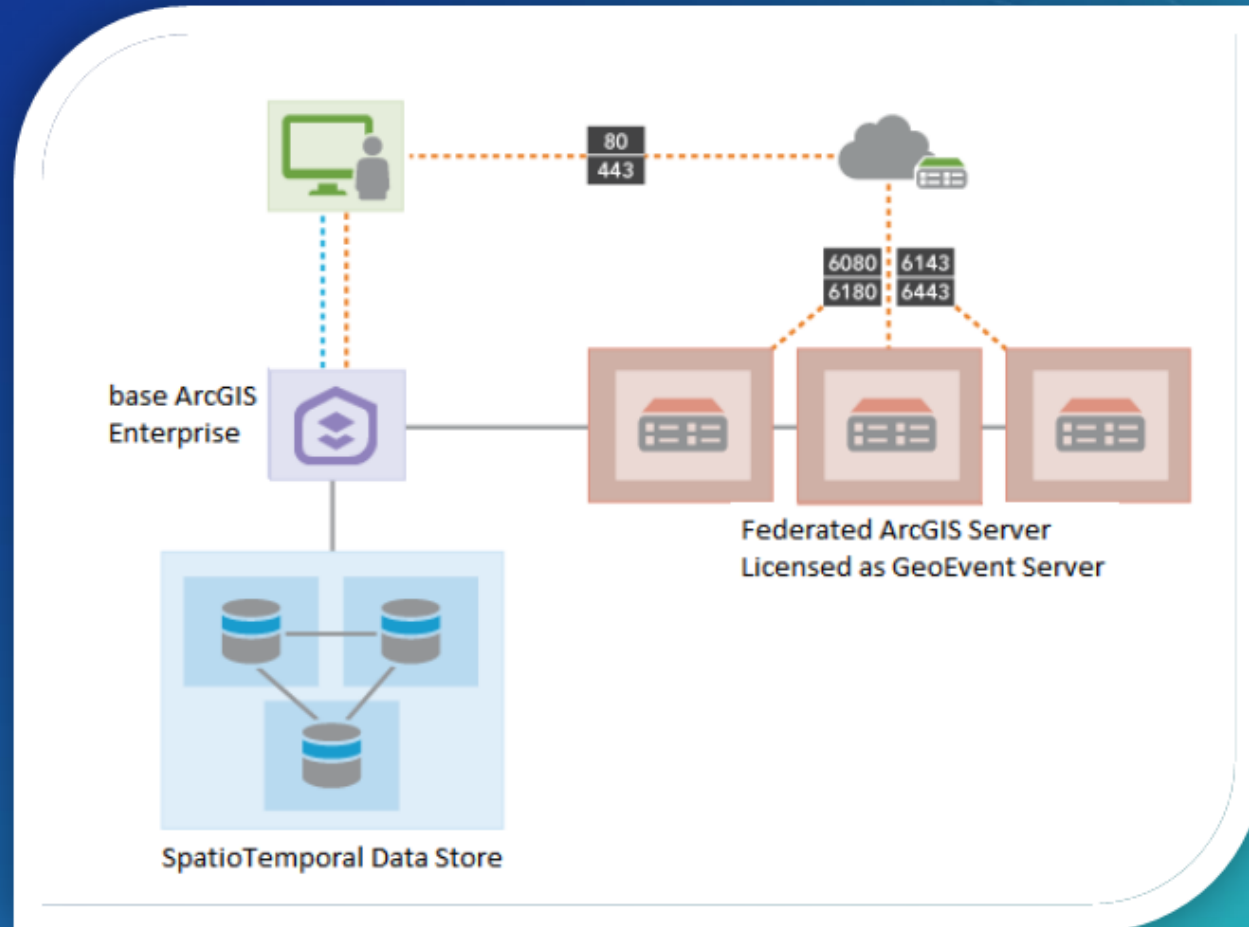 80
443
6080 6143
6180 6443
base ArcGIS
Enterprise
Federated ArcGIS Server
Licensed as GeoEvent Server
SpatioTemporal Data Store